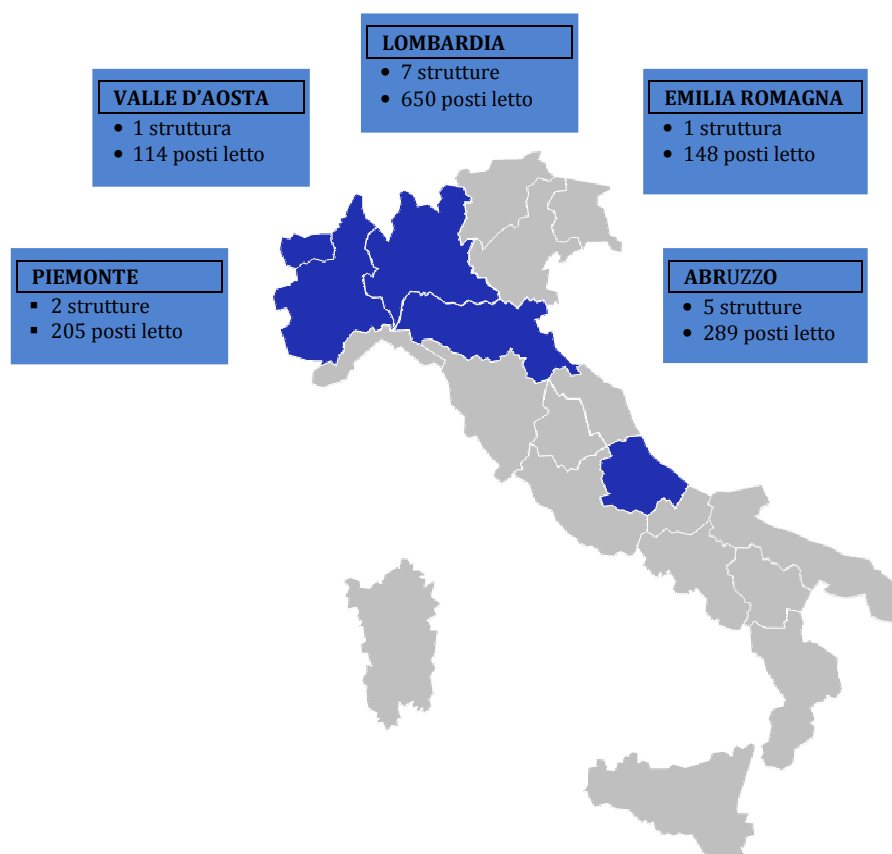 LOMBARDIA
• 7 strutture
• 650 posti letto
VALLE D'AOSTA
• 1 struttura
• 114 posti letto
EMILIA ROMAGNA
• 1 struttura
• 148 posti letto
PIEMONTE
▪ 2 strutture
▪ 205 posti letto
ABRUZZO
• 5 strutture
• 289 posti letto